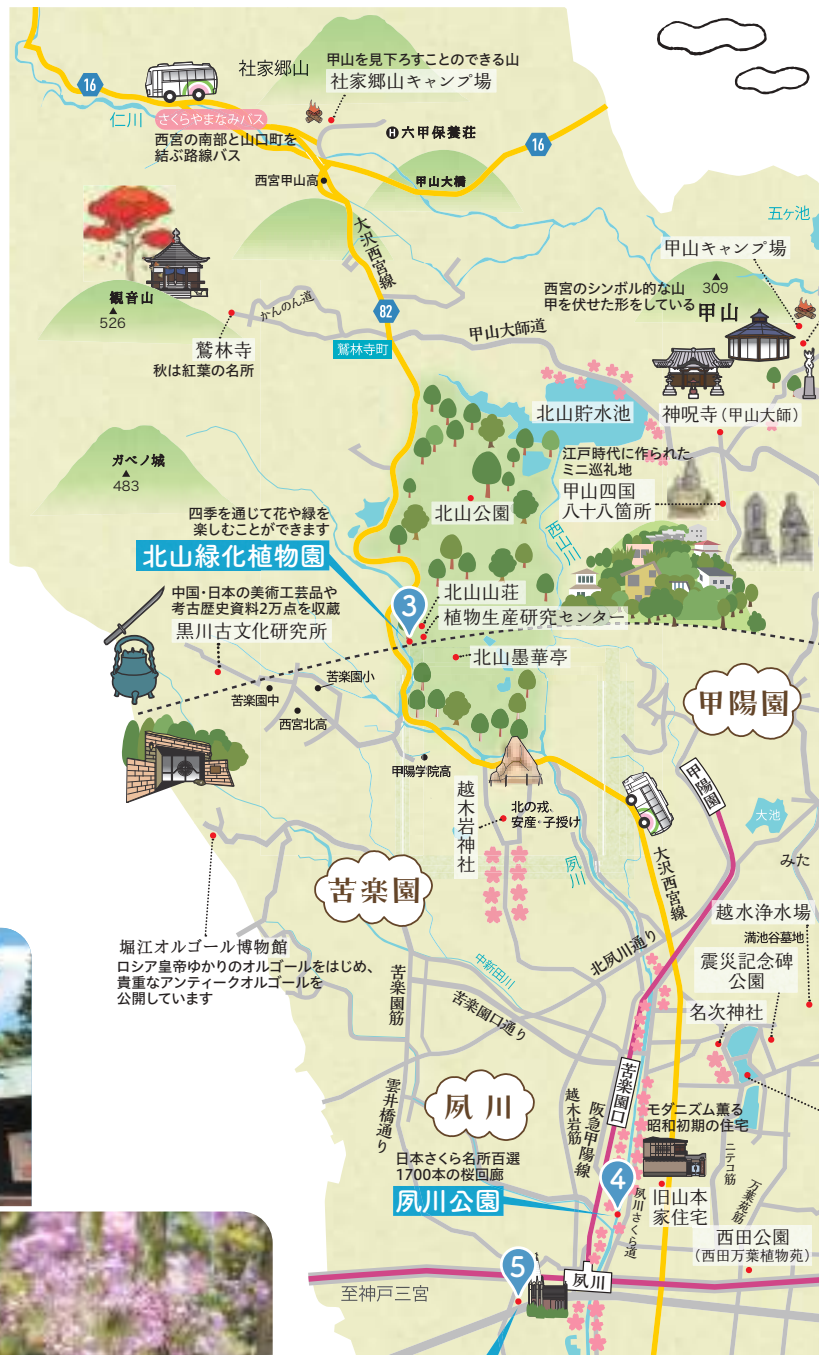 社家郷山
甲山を見下ろすことのできる山
社家郷山キャンプ場
16
仁川
さくらやまなみバス
西宮の南部と山口町を
結ぶ路線バス
H六甲保養荘
16
西宮甲山高
甲山大橋
大沢西宮線
五ヶ池
甲山キャンプ場
309
西宮のシンボル的な山
甲を伏せた形をしている
甲山
観音山
526
かんのん道
82
鷲林寺
秋は紅葉の名所
鷲林寺町
甲山大師道
北山貯水池
神呪寺(甲山大師)
ガベノ城
483
江戸時代に作られた
ミニ巡礼地
甲山四国
八十八箇所
北山公園
西山川
四季を通じて花や緑を
楽しむことができます
北山緑化植物園
3
北山山荘
植物生産研究センター
北山墨華亭
中国・日本の美術工芸品や
考古歴史資料2万点を収蔵
黒川古文化研究所
苦楽園小
苦楽園中
西宮北高
甲陽園
甲陽学院高
甲陽園
越木岩神社
北の戎、
安産・子授け
大池
みた
夙川
大沢西宮線
苦楽園
越水浄水場
満池谷墓地
震災記念碑
公園
名次神社
堀江オルゴール博物館
ロシア皇帝ゆかりのオルゴールをはじめ、
貴重なアンティークオルゴールを
公開しています
北夙川通り
中新田川
苦楽園筋
苦楽園口通り
苦楽園口
雲井橋通り
夙川
越木岩筋
阪急甲陽線
モダニズム薫る
昭和初期の住宅
ニテコ筋
万葉苑筋
日本さくら名所百選
1700本の桜回廊
夙川公園
4
夙川さくら道
旧山本
家住宅
西田公園
(西田万葉植物苑)
5
夙川
至神戸三宮